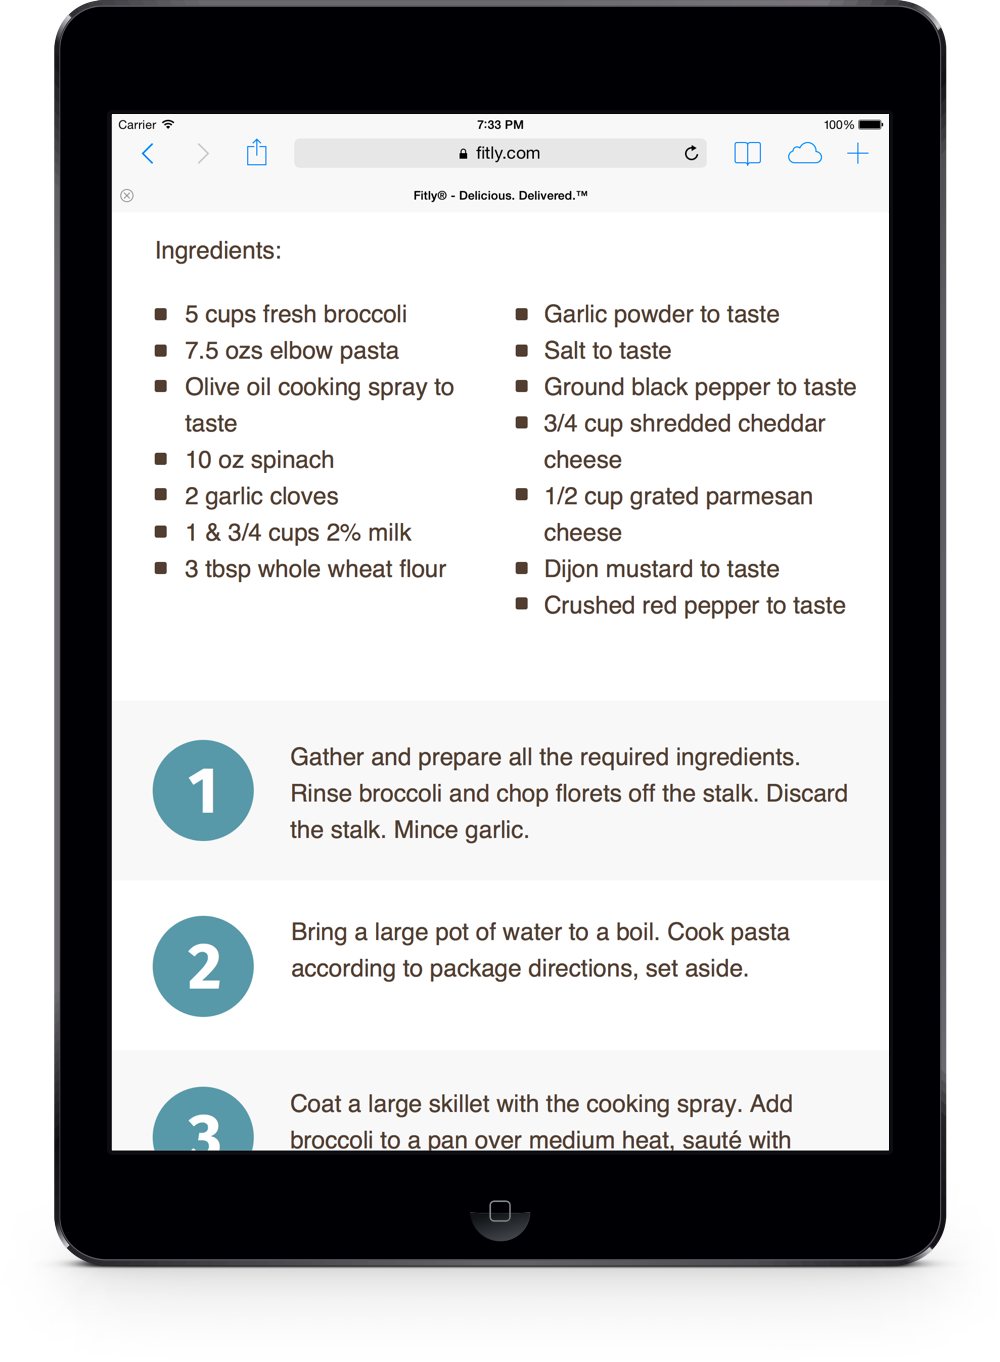 Carrier
7:33 PM
100%
fitly.com
Fitly® - Delicious. Delivered.™
Ingredients:
5 cups fresh broccoli
7.5 ozs elbow pasta
Olive oil cooking spray to
taste
10 oz spinach
2 garlic cloves
1 & 3/4 cups 2% milk
3 tbsp whole wheat flour
Garlic powder to taste
Salt to taste
Ground black pepper to taste
3/4 cup shredded cheddar
cheese
1/2 cup grated parmesan
cheese
Dijon mustard to taste
Crushed red pepper to taste
1
Gather and prepare all the required ingredients.
Rinse broccoli and chop florets off the stalk. Discard
the stalk. Mince garlic.
2
Bring a large pot of water to a boil. Cook pasta
according to package directions, set aside.
3
Coat a large skillet with the cooking spray. Add
broccoli to a pan over medium heat, sauté with